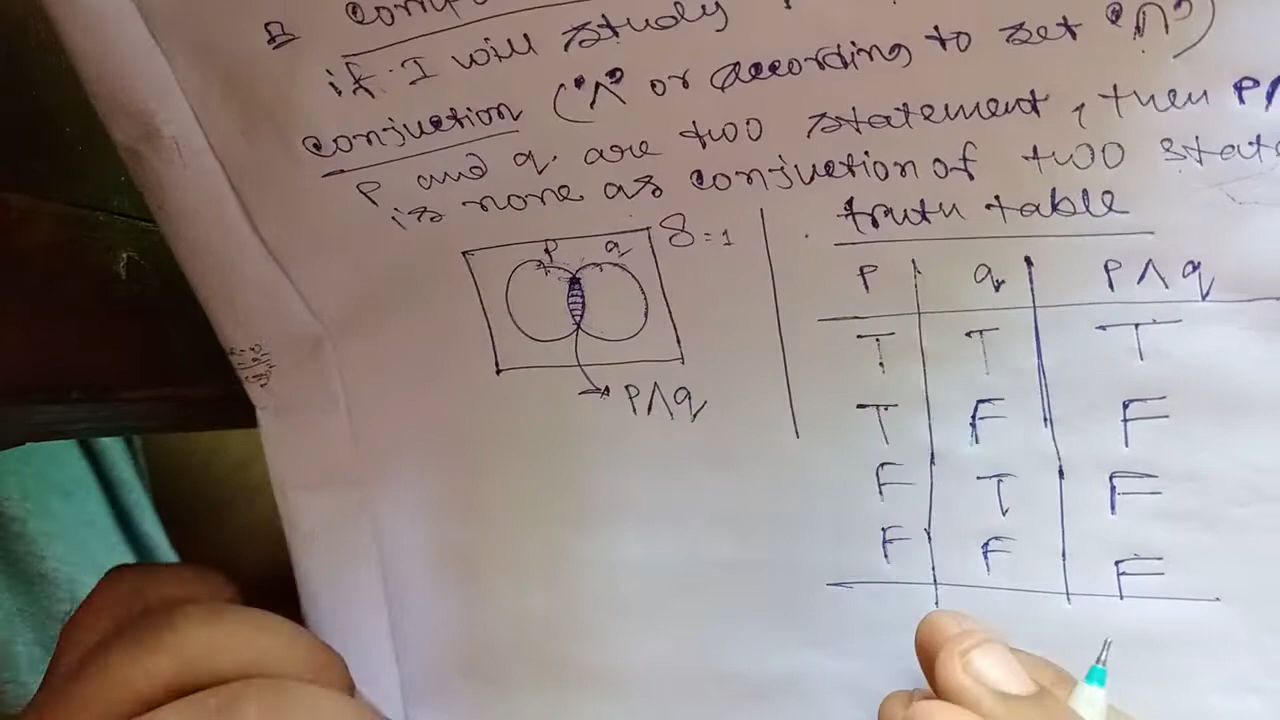 if I will study
conjuction ("∧" or according to set "∩")
P and q. are two statement, then P∧
is none as conjuction of two state
truth table
P q S=1
P∧q
P q P∧q
T T T
T F F
F T F
F F F